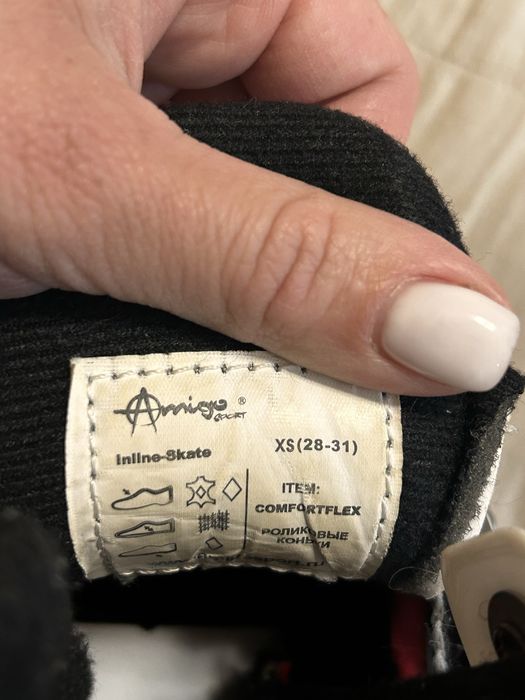 Amigo ®
SPORT
Inline-Skate
XS(28-31)
ITEM:
COMFORTFLEX
РОЛИКОВЫЕ
КОНЬКИ